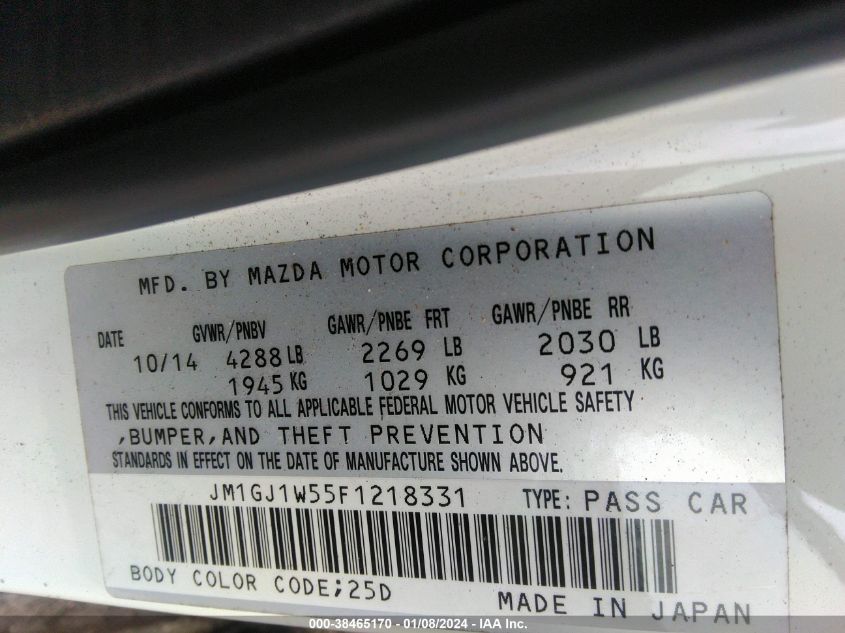 MFD. BY MAZDA MOTOR CORPORATION
DATE GVWR/PNBV GAWR/PNBE FRT GAWR/PNBE RR
10/14 4288 LB 2269 LB 2030 LB
1945 KG 1029 KG 921 KG
THIS VEHICLE CONFORMS TO ALL APPLICABLE FEDERAL MOTOR VEHICLE SAFETY
,BUMPER,AND THEFT PREVENTION
STANDARDS IN EFFECT ON THE DATE OF MANUFACTURE SHOWN ABOVE.
JM1GJ1W55F1218331 TYPE: PASS CAR
BODY COLOR CODE;25D
MADE IN JAPAN
000-38465170 - 01/08/2024 - IAA Inc.